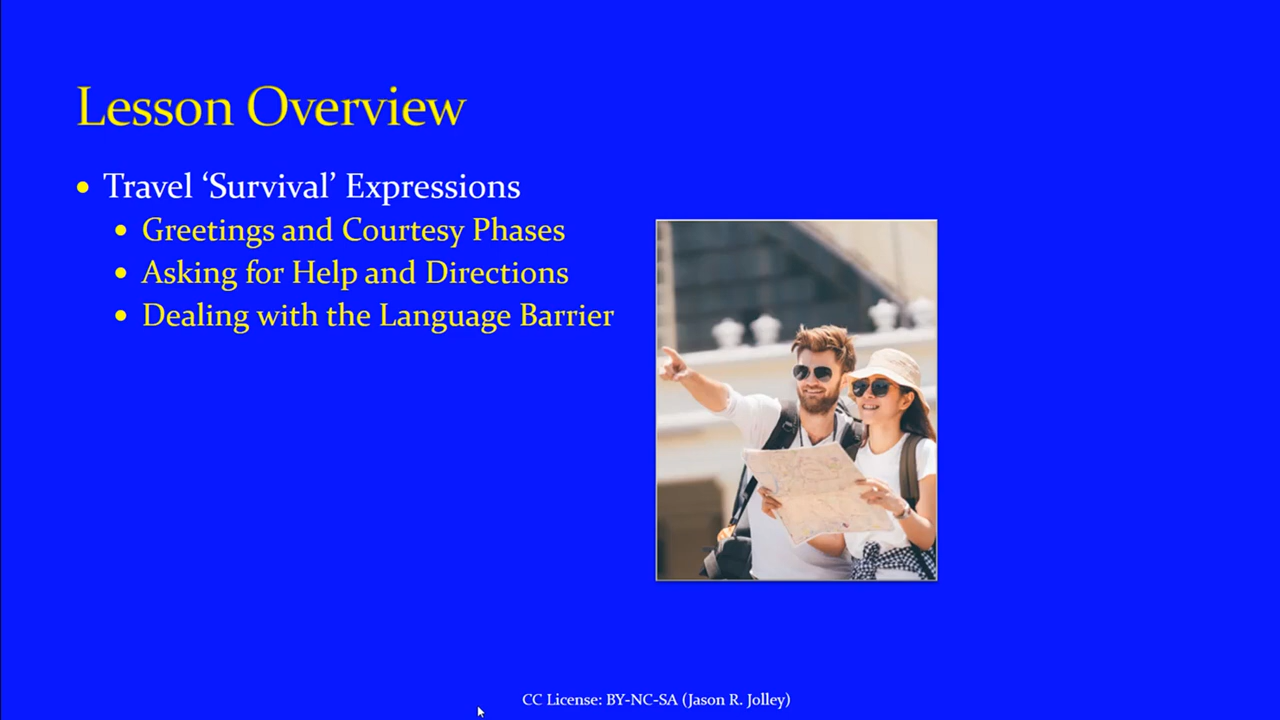 Lesson Overview
Travel ‘Survival’ Expressions
Greetings and Courtesy Phases
Asking for Help and Directions
Dealing with the Language Barrier
CC License: BY-NC-SA (Jason R. Jolley)